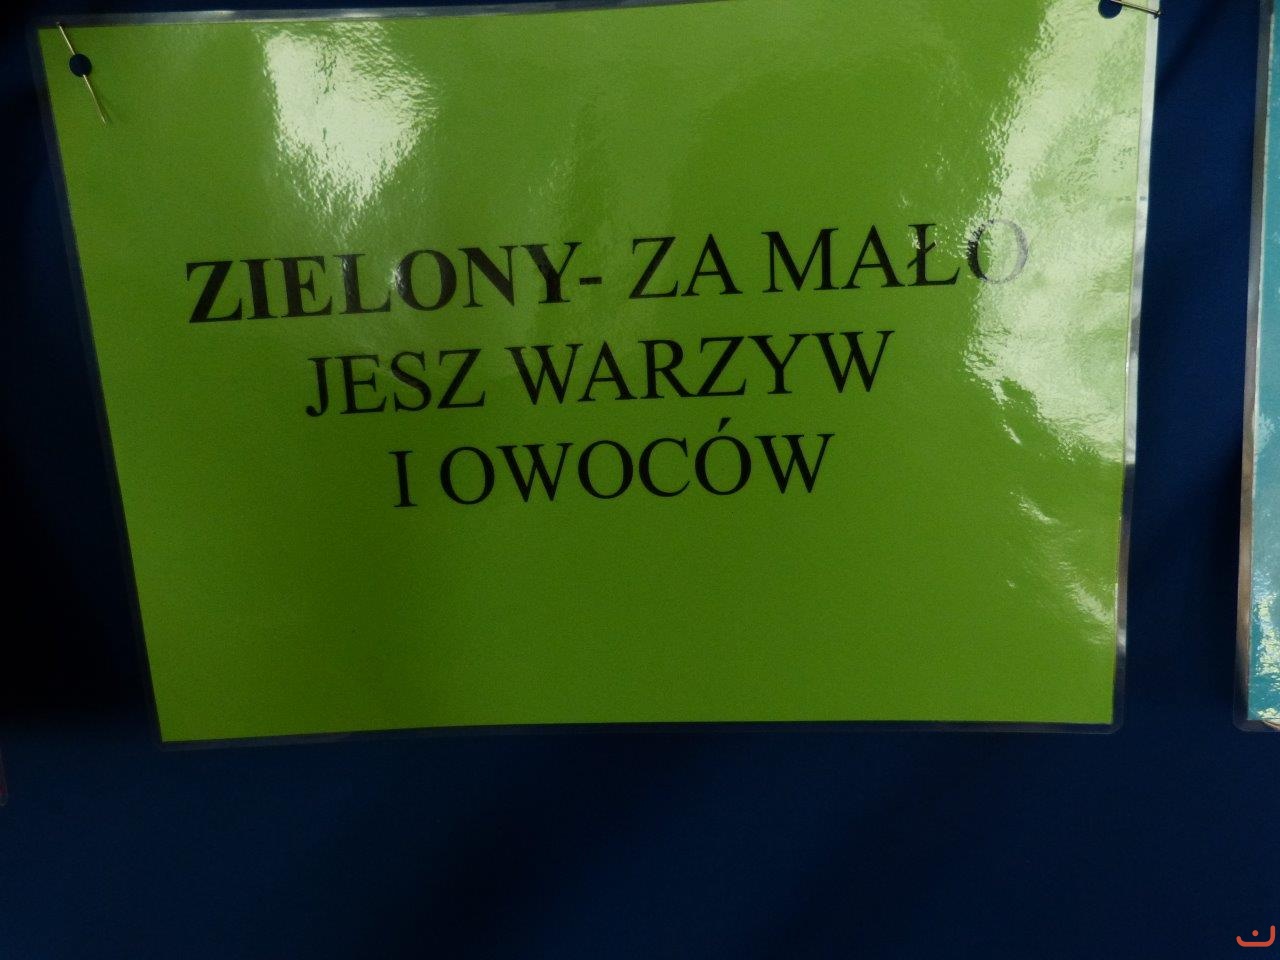 ZIELONY- ZA MAŁO
JESZ WARZYW
I OWOCÓW